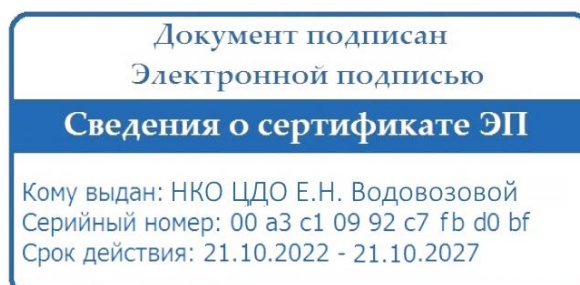 Документ подписан
Электронной подписью
Сведения о сертификате ЭП
Кому выдан: НКО ЦДО Е.Н. Водовозовой
Серийный номер: 00 a3 c1 09 92 c7 fb d0 bf
Срок действия: 21.10.2022 - 21.10.2027